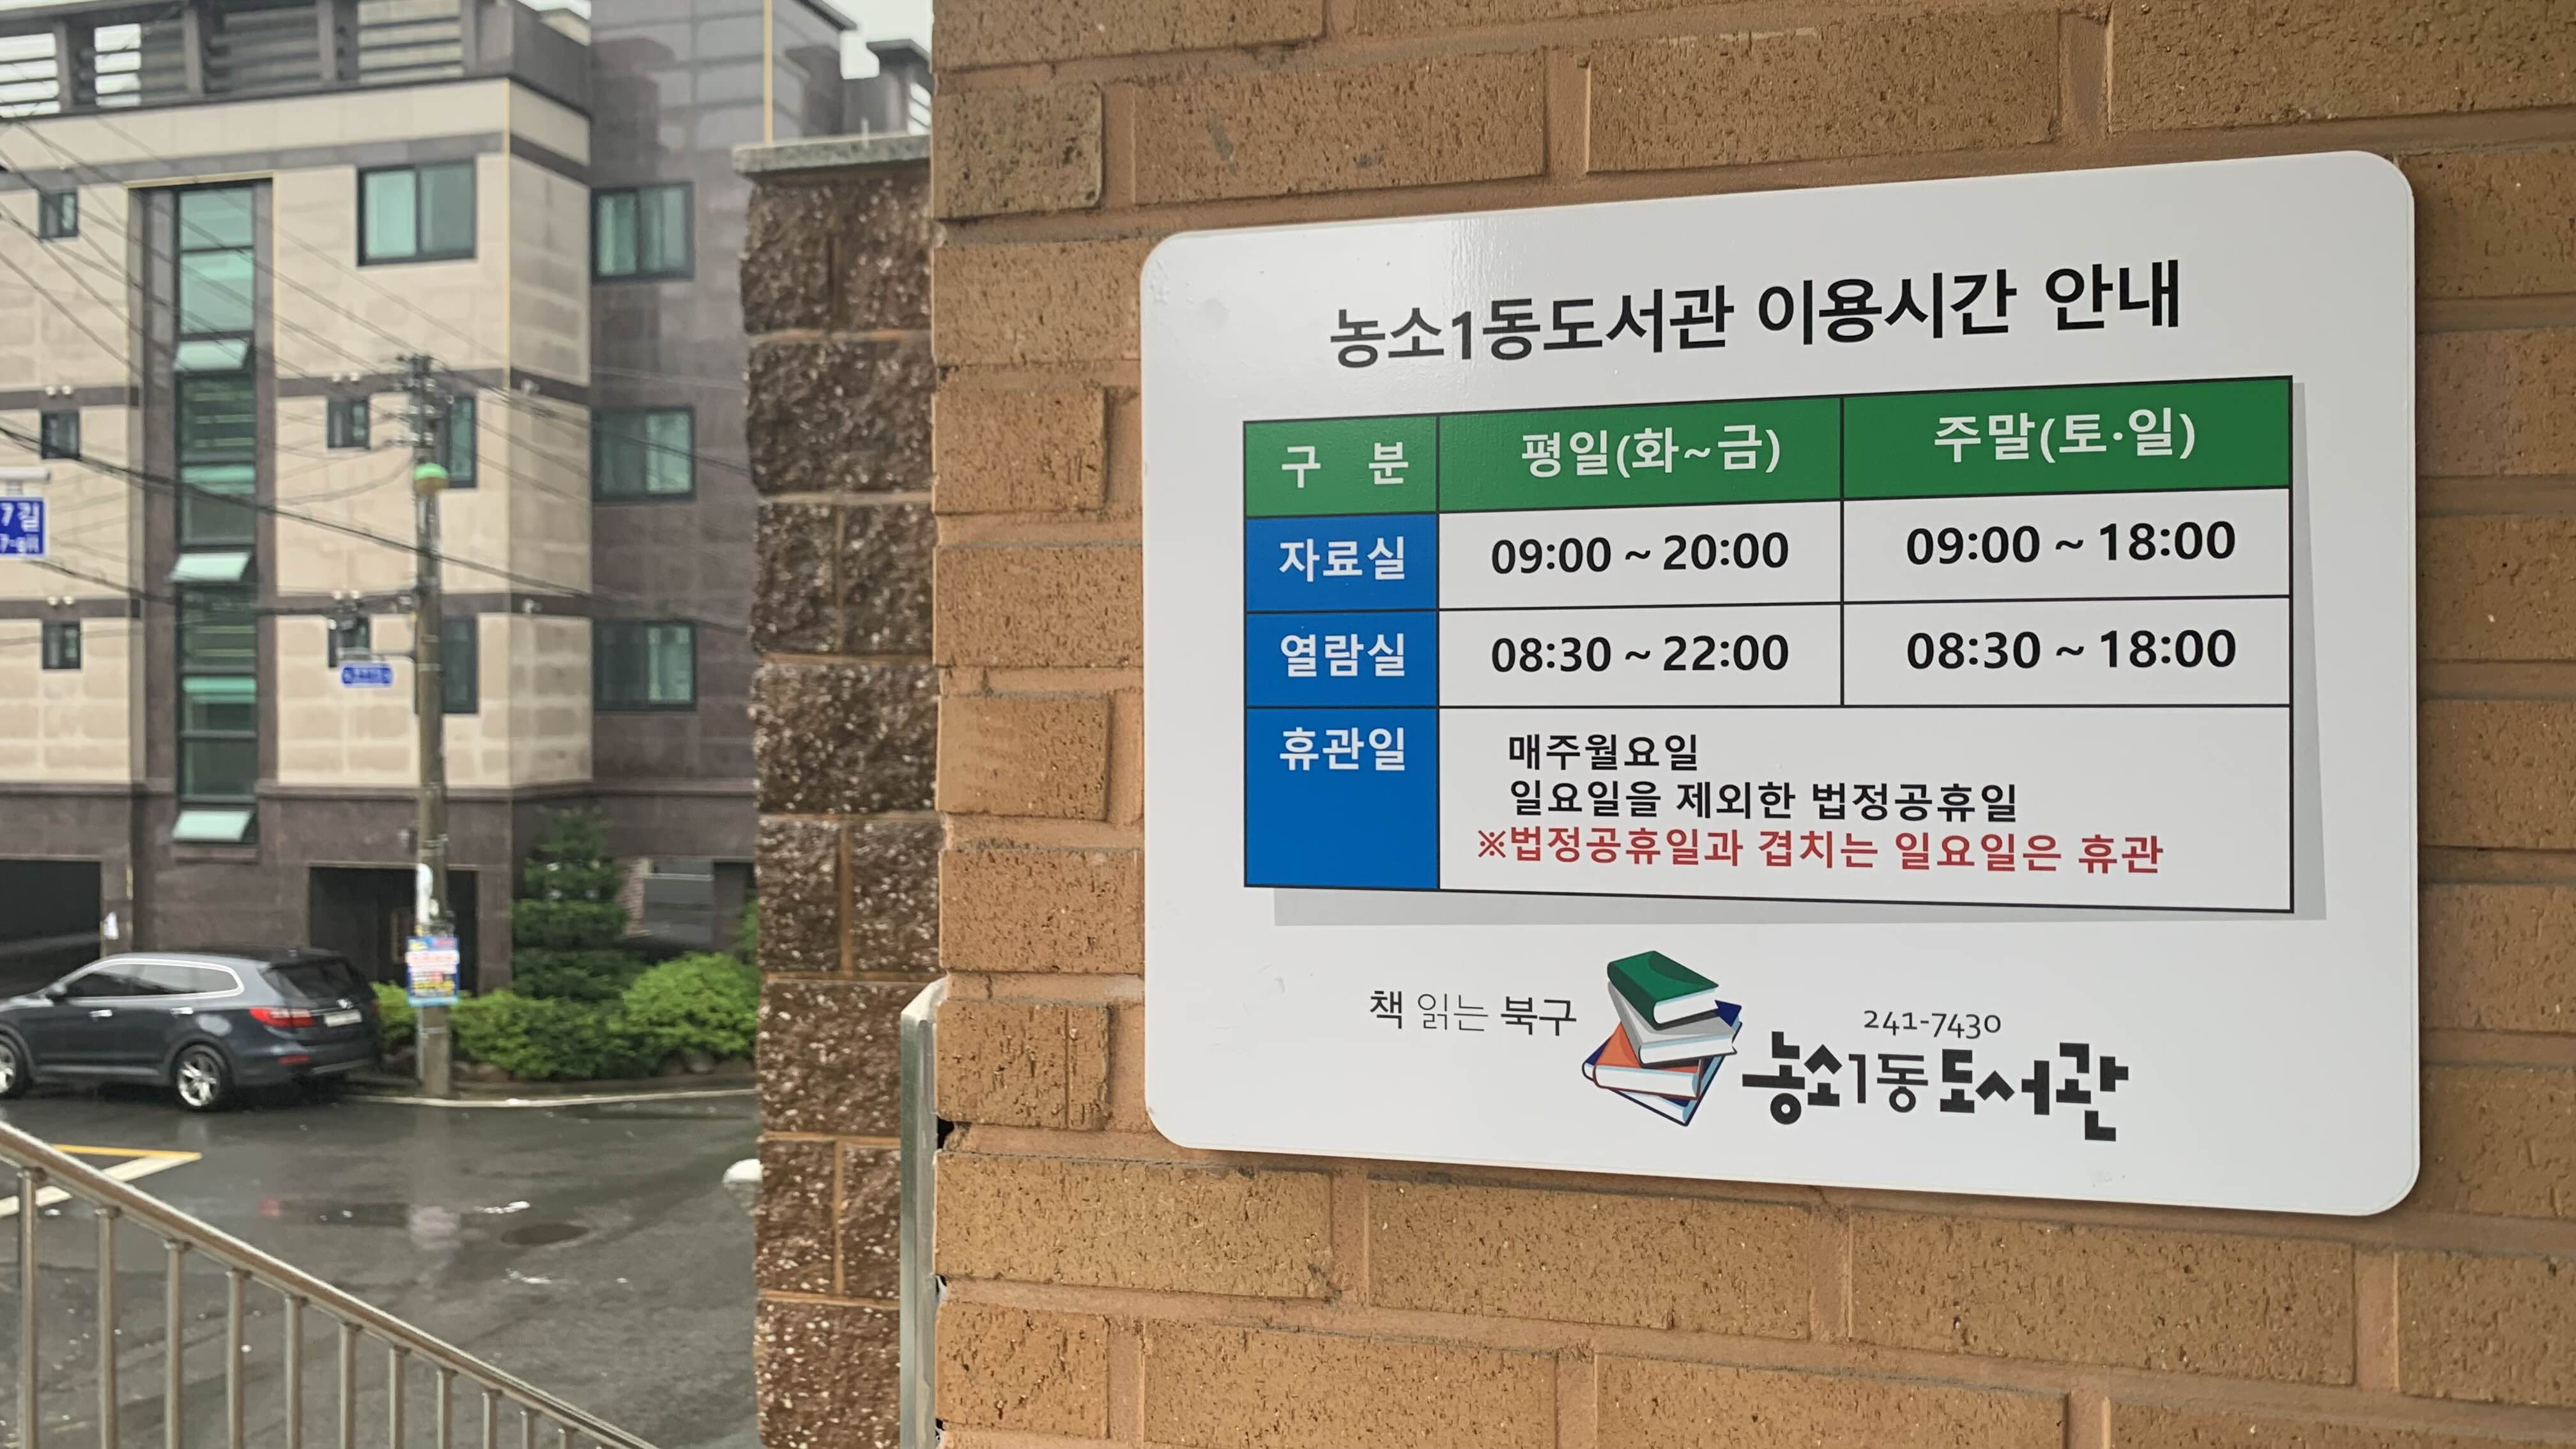 농소1동도서관 이용시간 안내
구 분 평일(화~금) 주말(토·일)
자료실 09:00 ~ 20:00 09:00 ~ 18:00
열람실 08:30 ~ 22:00 08:30 ~ 18:00
휴관일 매주월요일
일요일을 제외한 법정공휴일
※법정공휴일과 겹치는 일요일은 휴관
책 읽는 북구
241-7430
농소1동 도서관
7길